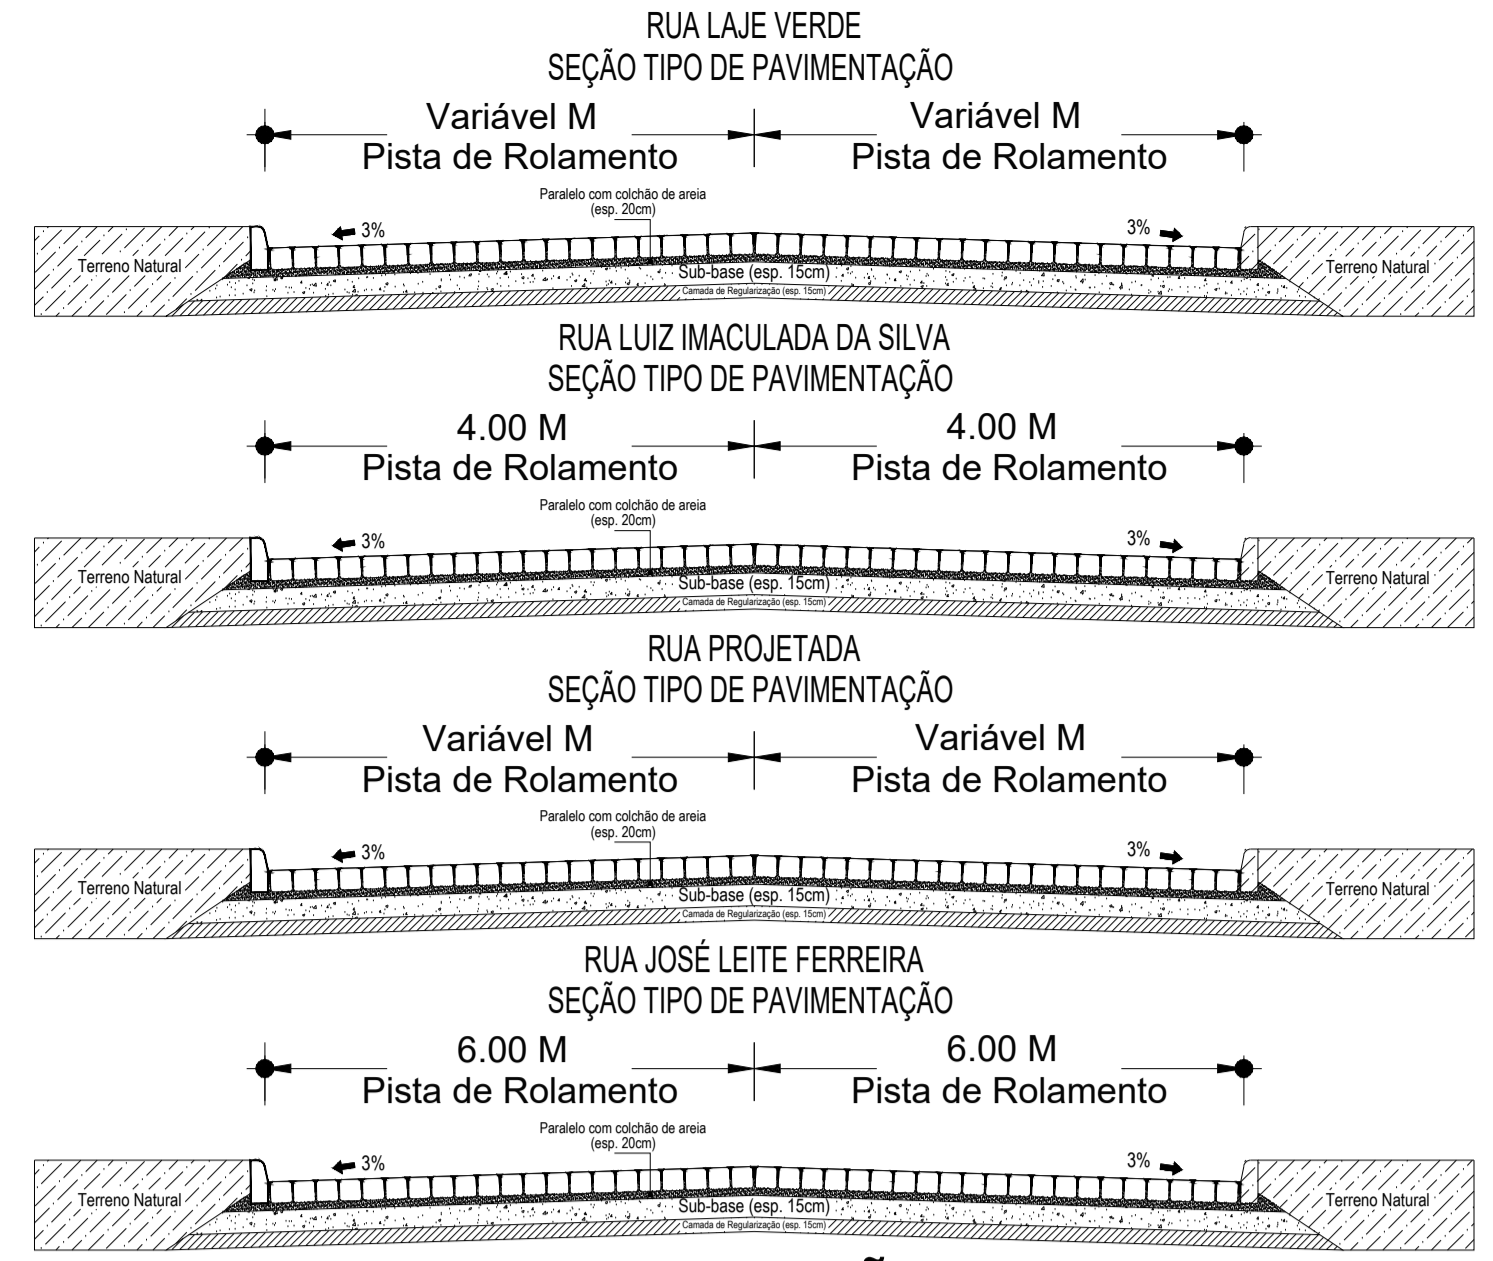 RUA LAJE VERDE
SEÇÃO TIPO DE PAVIMENTAÇÃO
Variável M Variável M
Pista de Rolamento Pista de Rolamento
Paralelo com colchão de areia
(esp. 20cm)
3% 3%
Terreno Natural Sub-base (esp. 15cm) Terreno Natural
Camada de Regularização (esp. 15cm)
RUA LUIZ IMACULADA DA SILVA
SEÇÃO TIPO DE PAVIMENTAÇÃO
4.00 M 4.00 M
Pista de Rolamento Pista de Rolamento
Paralelo com colchão de areia
(esp. 20cm)
3% 3%
Terreno Natural Sub-base (esp. 15cm) Terreno Natural
Camada de Regularização (esp. 15cm)
RUA PROJETADA
SEÇÃO TIPO DE PAVIMENTAÇÃO
Variável M Variável M
Pista de Rolamento Pista de Rolamento
Paralelo com colchão de areia
(esp. 20cm)
3% 3%
Terreno Natural Sub-base (esp. 15cm) Terreno Natural
Camada de Regularização (esp. 15cm)
RUA JOSÉ LEITE FERREIRA
SEÇÃO TIPO DE PAVIMENTAÇÃO
6.00 M 6.00 M
Pista de Rolamento Pista de Rolamento
Paralelo com colchão de areia
(esp. 20cm)
3% 3%
Terreno Natural Sub-base (esp. 15cm) Terreno Natural
Camada de Regularização (esp. 15cm)